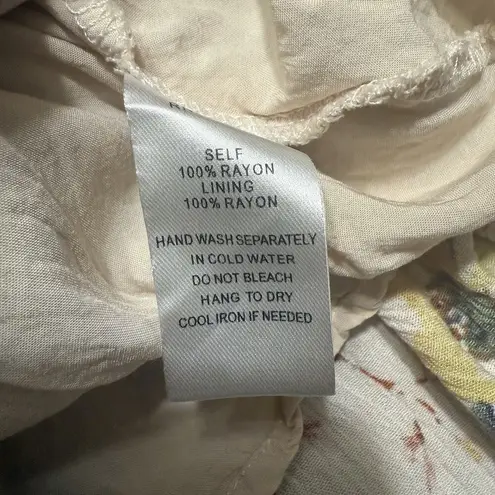 SELF
100% RAYON
LINING
100% RAYON
HAND WASH SEPARATELY
IN COLD WATER
DO NOT BLEACH
HANG TO DRY
COOL IRON IF NEEDED